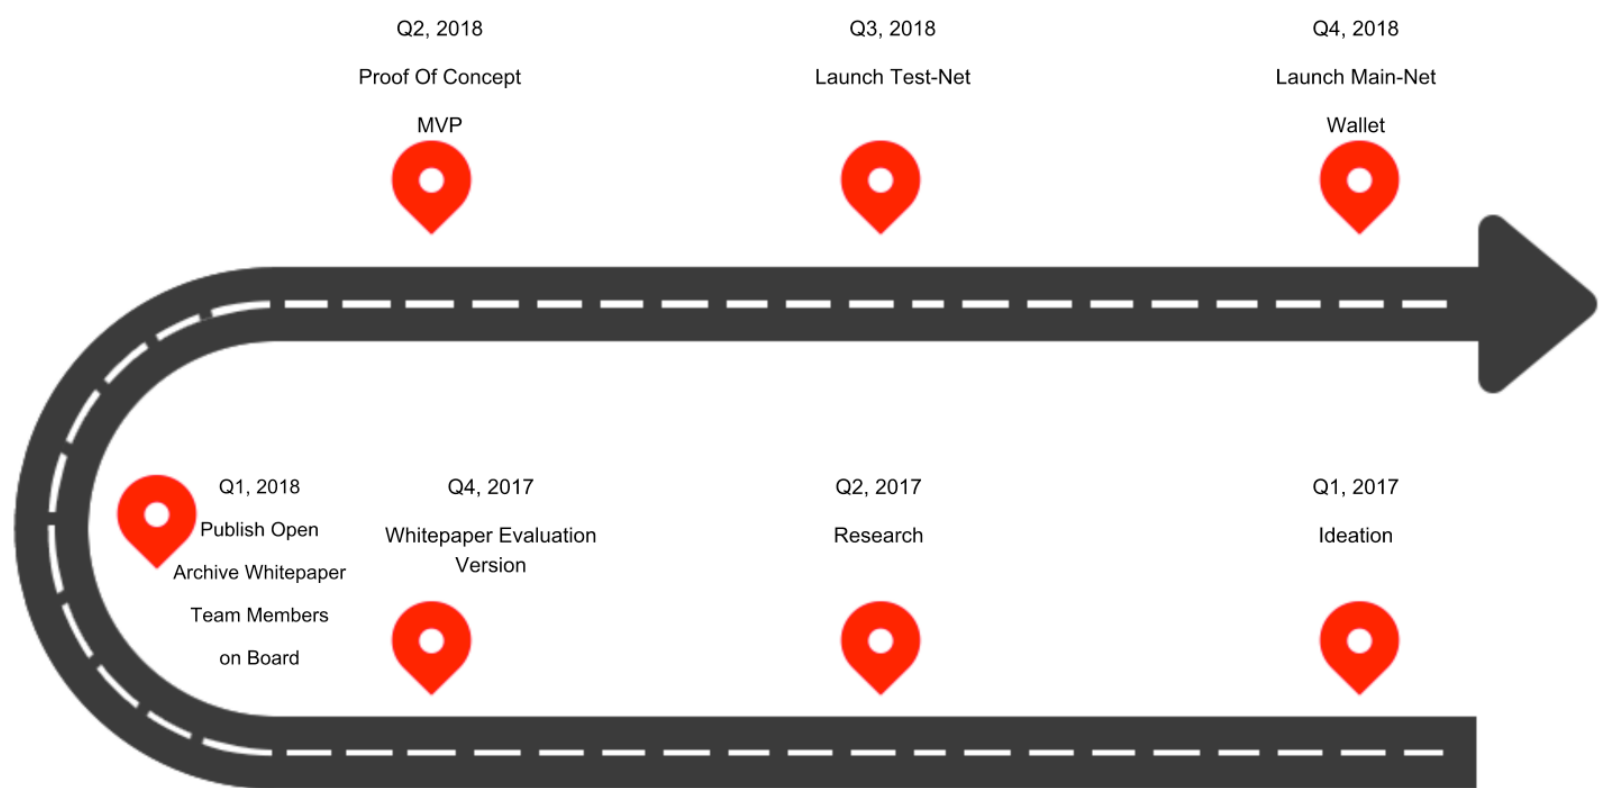 Q2, 2018
Proof Of Concept
MVP
Q3, 2018
Launch Test-Net
Q4, 2018
Launch Main-Net
Wallet
Q1, 2018
Publish Open
Archive Whitepaper
Team Members
on Board
Q4, 2017
Whitepaper Evaluation
Version
Q2, 2017
Research
Q1, 2017
Ideation